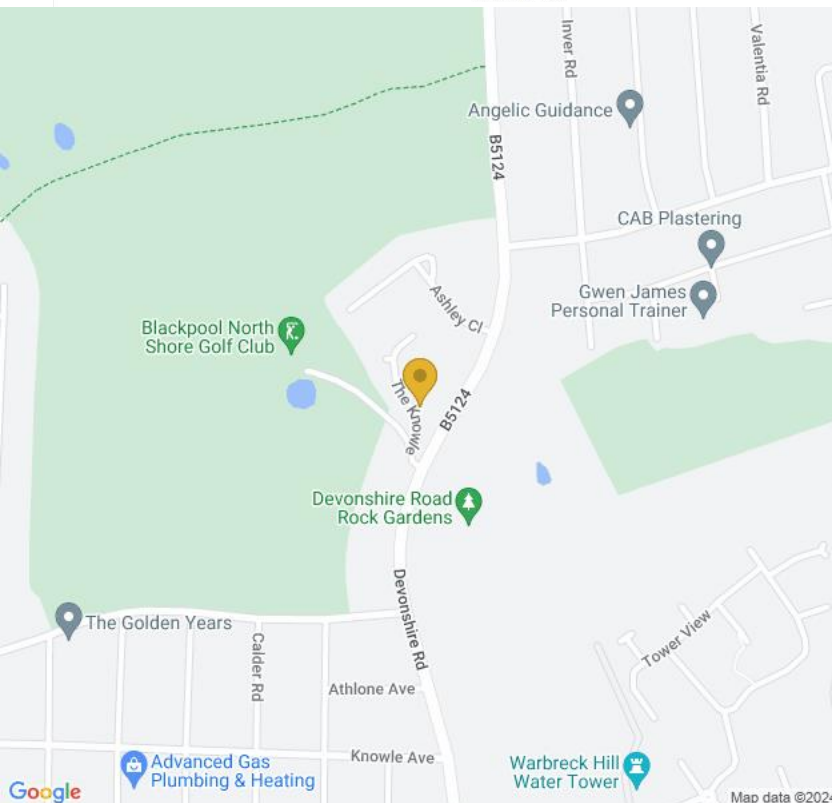 Inver Rd
Valentia Rd
Angelic Guidance
B5124
CAB Plastering
Gwen James
Personal Trainer
Ashley Cl
Blackpool North
Shore Golf Club
The Knowe
B5124
Devonshire Road
Rock Gardens
Devonshire Rd
The Golden Years
Calder Rd
Tower View
Athlone Ave
Knowle Ave
Advanced Gas
Plumbing & Heating
Warbreck Hill
Water Tower
Google
Map data ©2024